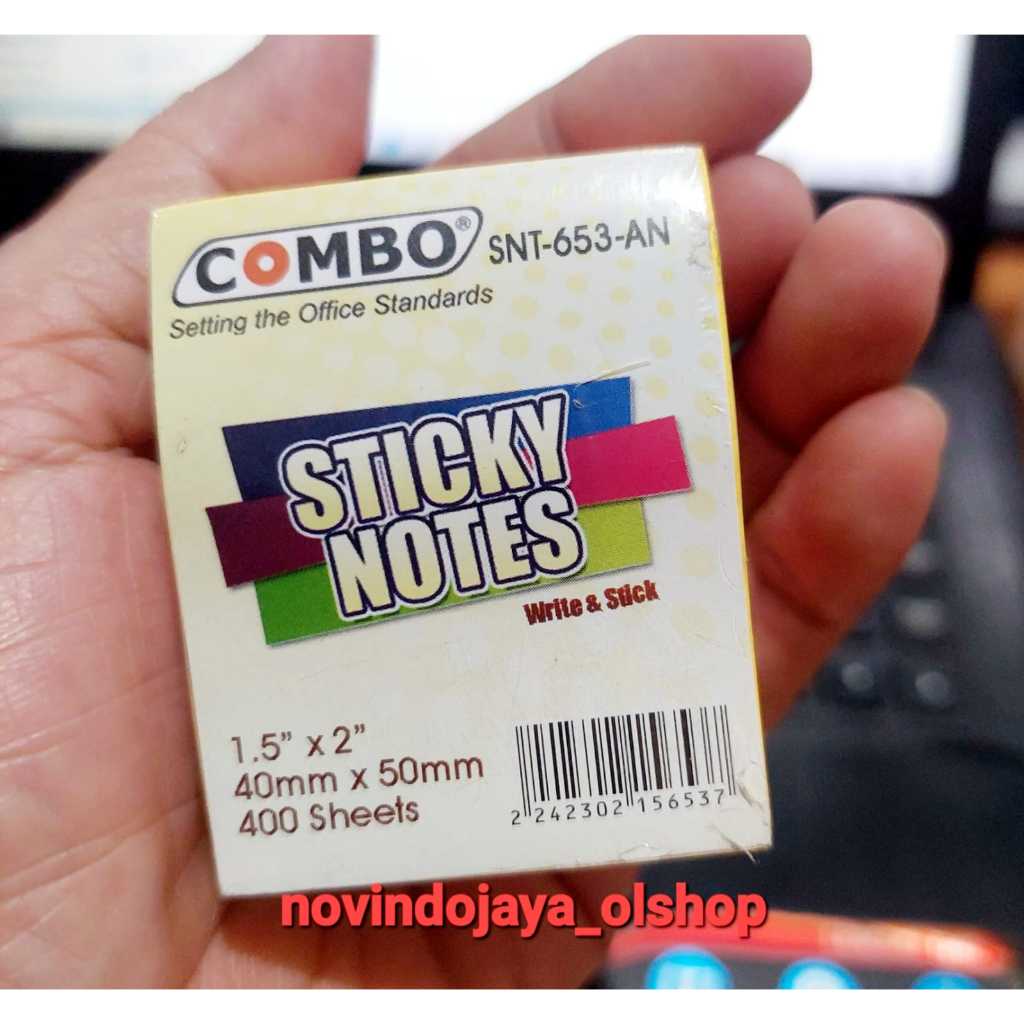 COMBO® SNT-653-AN
Setting the Office Standards
STICKY
NOTES
Write & Stick
1.5" x 2"
40mm x 50mm
400 Sheets
2 242302 156537
novindojaya_olshop